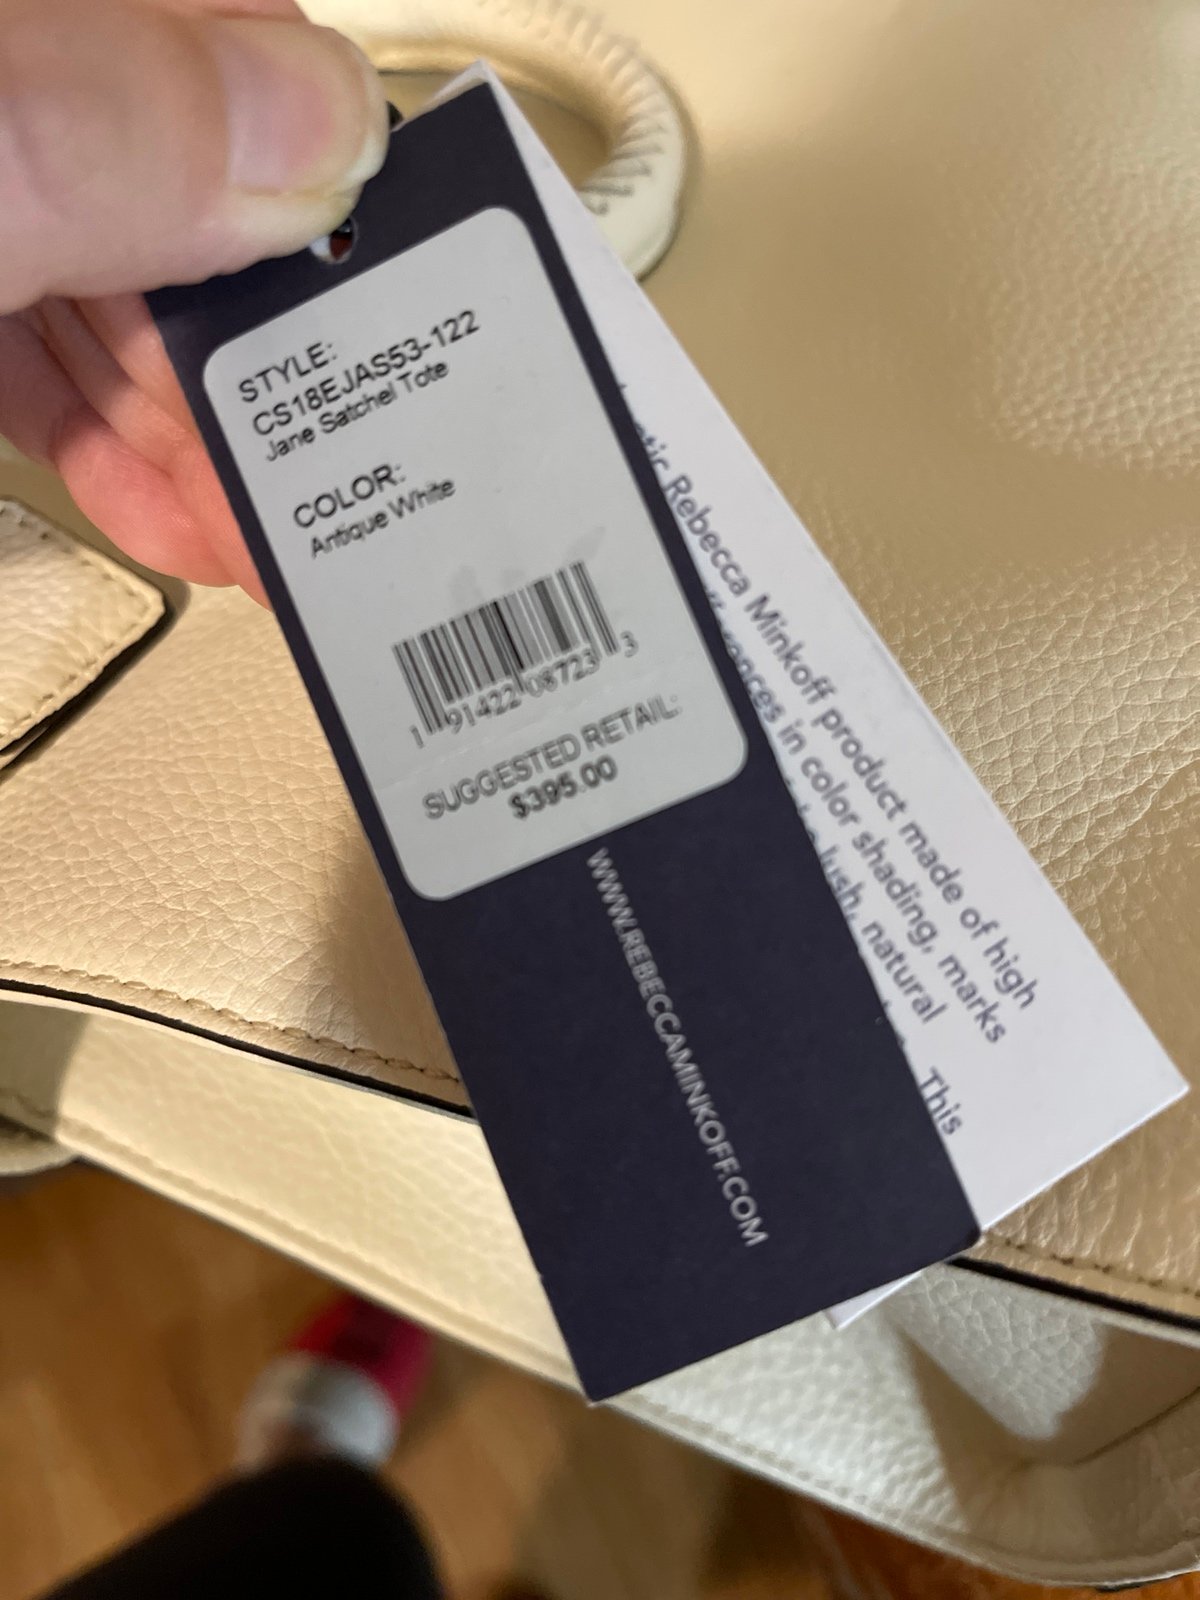 STYLE:
CS18EJAS53-122
Jane Satchel Tote
COLOR:
Antique White
1 91422 08723 3
SUGGESTED RETAIL:
$395.00
WWW.REBECCAMINKOFF.COM
Rebecca Minkoff product made of high
in color shading, marks
lush, natural
This